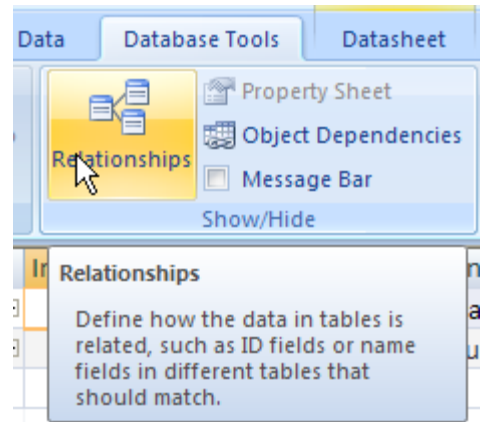 Data Database Tools Datasheet
Property Sheet
Object Dependencies
Relationships
Message Bar
Show/Hide
Relationships
Define how the data in tables is
related, such as ID fields or name
fields in different tables that
should match.